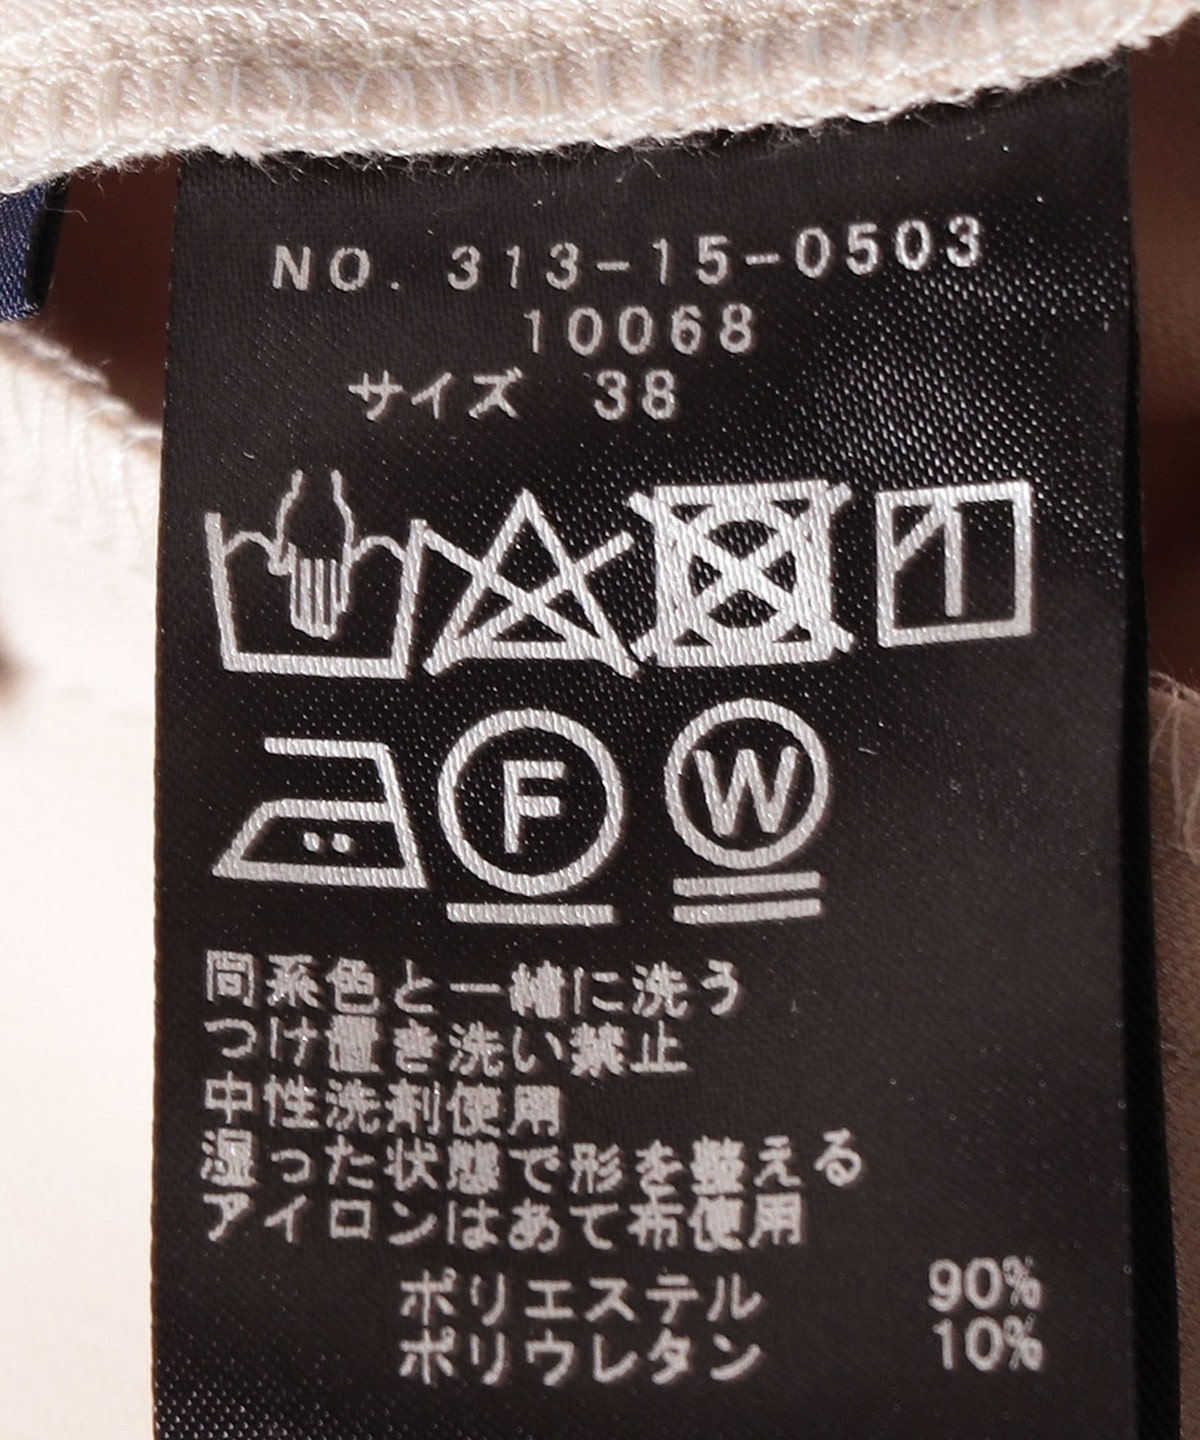 NO. 313-15-0503
10068
サイズ 38
F W
同系色と一緒に洗う
つけ置き洗い禁止
中性洗剤使用
湿った状態で形を整える
アイロンはあて布使用
ポリエステル 90%
ポリウレタン 10%